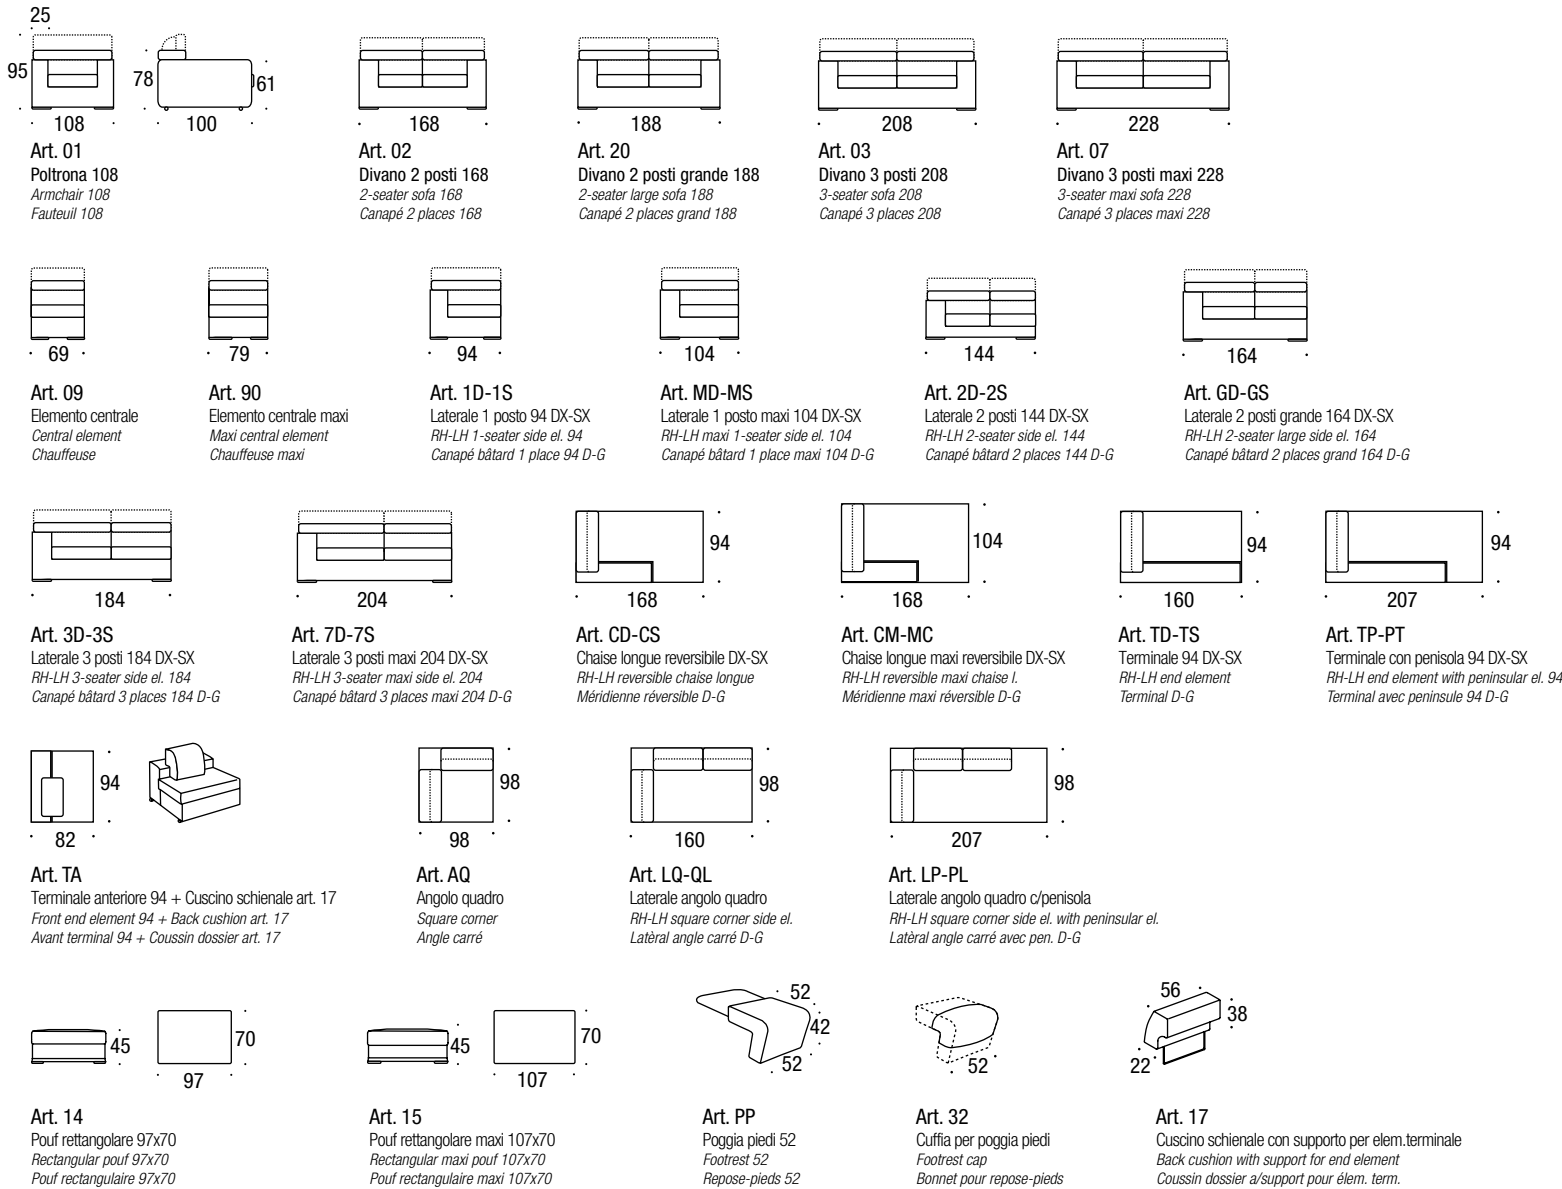 25
95
78
61
108
100
168
188
208
228
Art. 01
Poltrona 108
Armchair 108
Fauteuil 108
Art. 02
Divano 2 posti 168
2-seater sofa 168
Canapé 2 places 168
Art. 20
Divano 2 posti grande 188
2-seater large sofa 188
Canapé 2 places grand 188
Art. 03
Divano 3 posti 208
3-seater sofa 208
Canapé 3 places 208
Art. 07
Divano 3 posti maxi 228
3-seater maxi sofa 228
Canapé 3 places maxi 228
69
79
94
104
144
164
Art. 09
Elemento centrale
Central element
Chauffeuse
Art. 90
Elemento centrale maxi
Maxi central element
Chauffeuse maxi
Art. 1D-1S
Laterale 1 posto 94 DX-SX
RH-LH 1-seater side el. 94
Canapé bâtard 1 place 94 D-G
Art. MD-MS
Laterale 1 posto maxi 104 DX-SX
RH-LH maxi 1-seater side el. 104
Canapé bâtard 1 place maxi 104 D-G
Art. 2D-2S
Laterale 2 posti 144 DX-SX
RH-LH 2-seater side el. 144
Canapé bâtard 2 places 144 D-G
Art. GD-GS
Laterale 2 posti grande 164 DX-SX
RH-LH 2-seater large side el. 164
Canapé bâtard 2 places grand 164 D-G
184
204
94
168
104
168
94
160
94
207
Art. 3D-3S
Laterale 3 posti 184 DX-SX
RH-LH 3-seater side el. 184
Canapé bâtard 3 places 184 D-G
Art. 7D-7S
Laterale 3 posti maxi 204 DX-SX
RH-LH 3-seater maxi side el. 204
Canapé bâtard 3 places maxi 204 D-G
Art. CD-CS
Chaise longue reversibile DX-SX
RH-LH reversible chaise longue
Méridienne réversible D-G
Art. CM-MC
Chaise longue maxi reversibile DX-SX
RH-LH reversible maxi chaise l.
Méridienne maxi réversible D-G
Art. TD-TS
Terminale 94 DX-SX
RH-LH end element
Terminal D-G
Art. TP-PT
Terminale con penisola 94 DX-SX
RH-LH end element with peninsular el. 94
Terminal avec peninsule 94 D-G
94
82
98
98
98
160
98
207
Art. TA
Terminale anteriore 94 + Cuscino schienale art. 17
Front end element 94 + Back cushion art. 17
Avant terminal 94 + Coussin dossier art. 17
Art. AQ
Angolo quadro
Square corner
Angle carré
Art. LQ-QL
Laterale angolo quadro
RH-LH square corner side el.
Latèral angle carré D-G
Art. LP-PL
Laterale angolo quadro c/penisola
RH-LH square corner side el. with peninsular el.
Latèral angle carré avec pen. D-G
45
70
97
45
70
107
52
42
52
52
56
38
22
Art. 14
Pouf rettangolare 97x70
Rectangular pouf 97x70
Pouf rectangulaire 97x70
Art. 15
Pouf rettangolare maxi 107x70
Rectangular maxi pouf 107x70
Pouf rectangulaire maxi 107x70
Art. PP
Poggia piedi 52
Footrest 52
Repose-pieds 52
Art. 32
Cuffia per poggia piedi
Footrest cap
Bonnet pour repose-pieds
Art. 17
Cuscino schienale con supporto per elem.terminale
Back cushion with support for end element
Coussin dossier a/support pour élem. term.